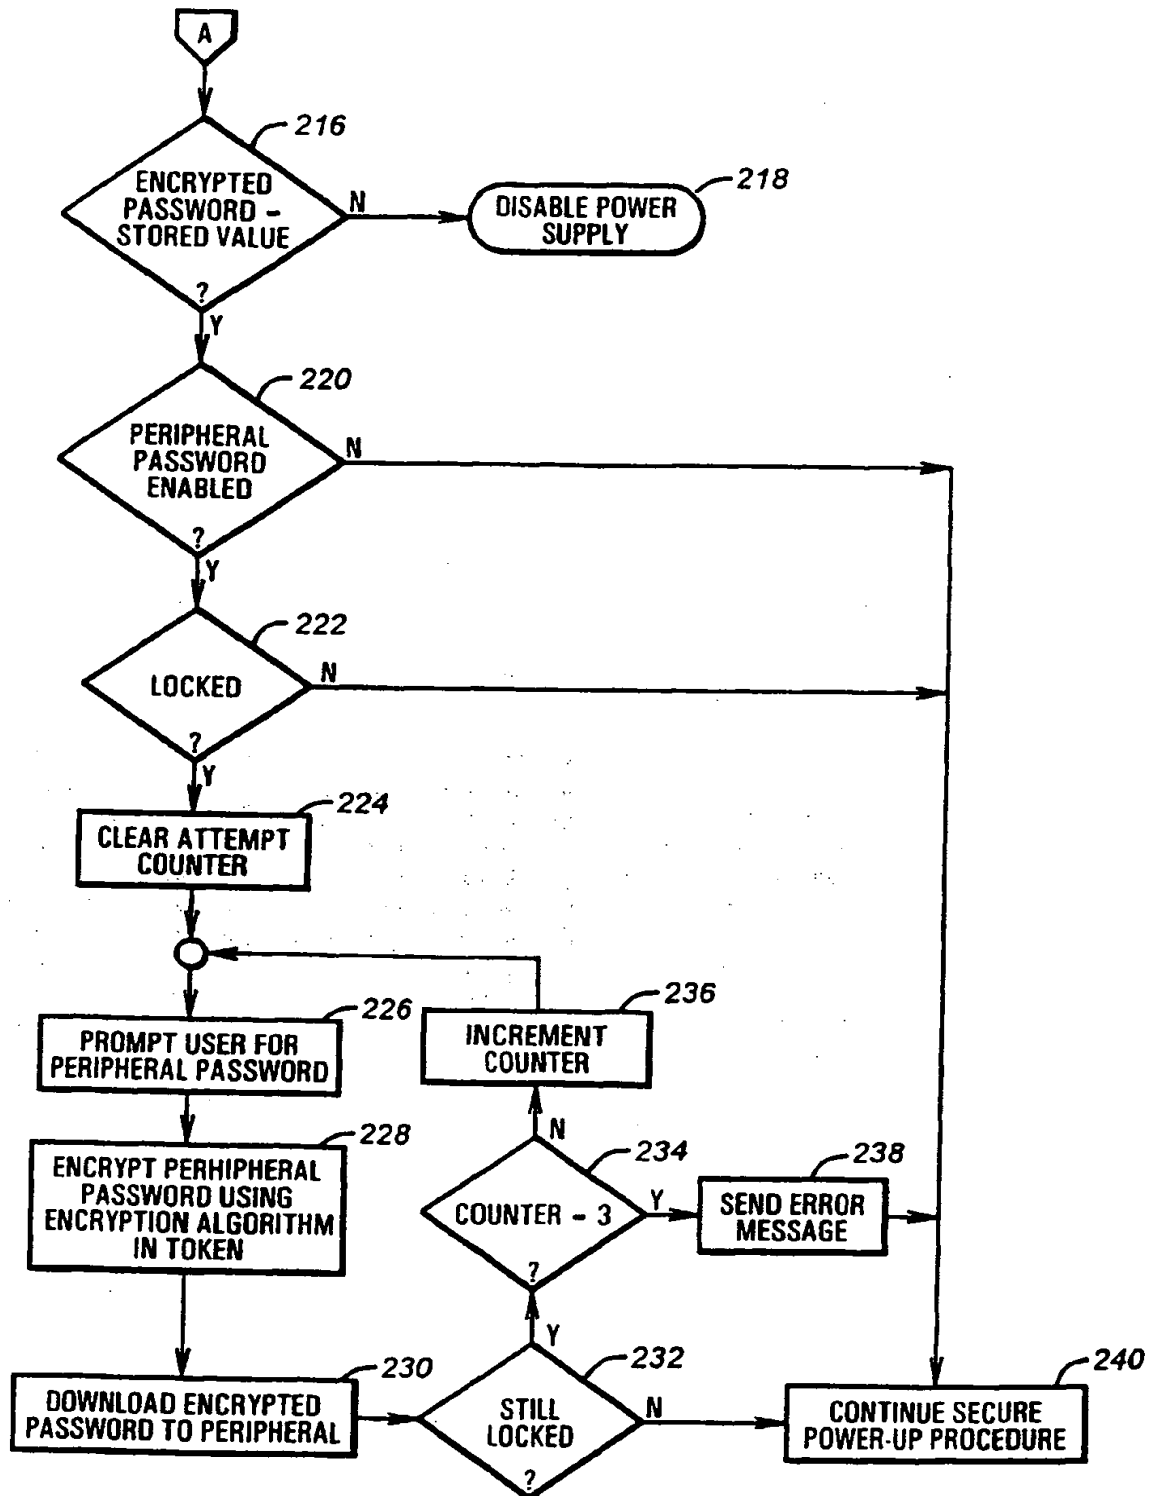 A
216
ENCRYPTED
PASSWORD -
STORED VALUE
?
N
Y
218
DISABLE POWER
SUPPLY
220
PERIPHERAL
PASSWORD
ENABLED
?
N
Y
222
LOCKED
?
N
Y
224
CLEAR ATTEMPT
COUNTER
226
PROMPT USER FOR
PERIPHERAL PASSWORD
228
ENCRYPT PERHIPHERAL
PASSWORD USING
ENCRYPTION ALGORITHM
IN TOKEN
230
DOWNLOAD ENCRYPTED
PASSWORD TO PERIPHERAL
232
STILL
LOCKED
?
Y
N
234
COUNTER - 3
?
N
Y
236
INCREMENT
COUNTER
238
SEND ERROR
MESSAGE
240
CONTINUE SECURE
POWER-UP PROCEDURE